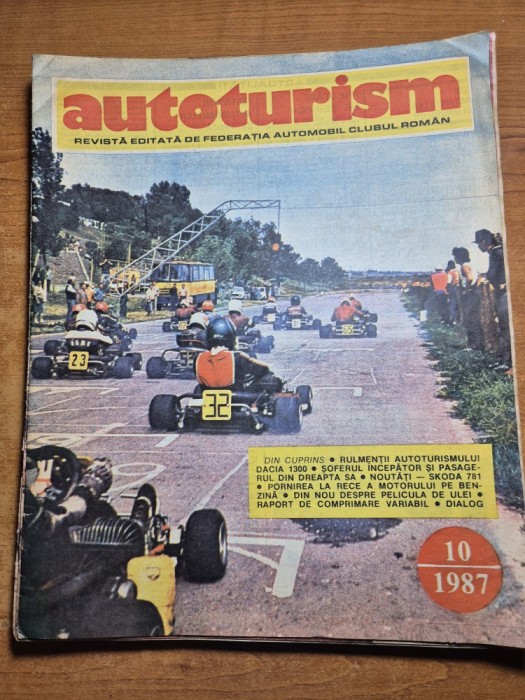 autoturism
REVISTĂ EDITATĂ DE FEDERAȚIA AUTOMOBIL CLUBUL ROMÂN
23
32
DIN CUPRINS ● RULMENȚII AUTOTURISMULUI
DACIA 1300 ● ȘOFERUL ÎNCEPĂTOR ȘI PASAGE-
RUL DIN DREAPTA SA ● NOUTĂȚI — SKODA 781
● PORNIREA LA RECE A MOTORULUI PE BEN-
ZINĂ ● DIN NOU DESPRE PELICULA DE ULEI ●
RAPORT DE COMPRIMARE VARIABIL ● DIALOG
10
1987